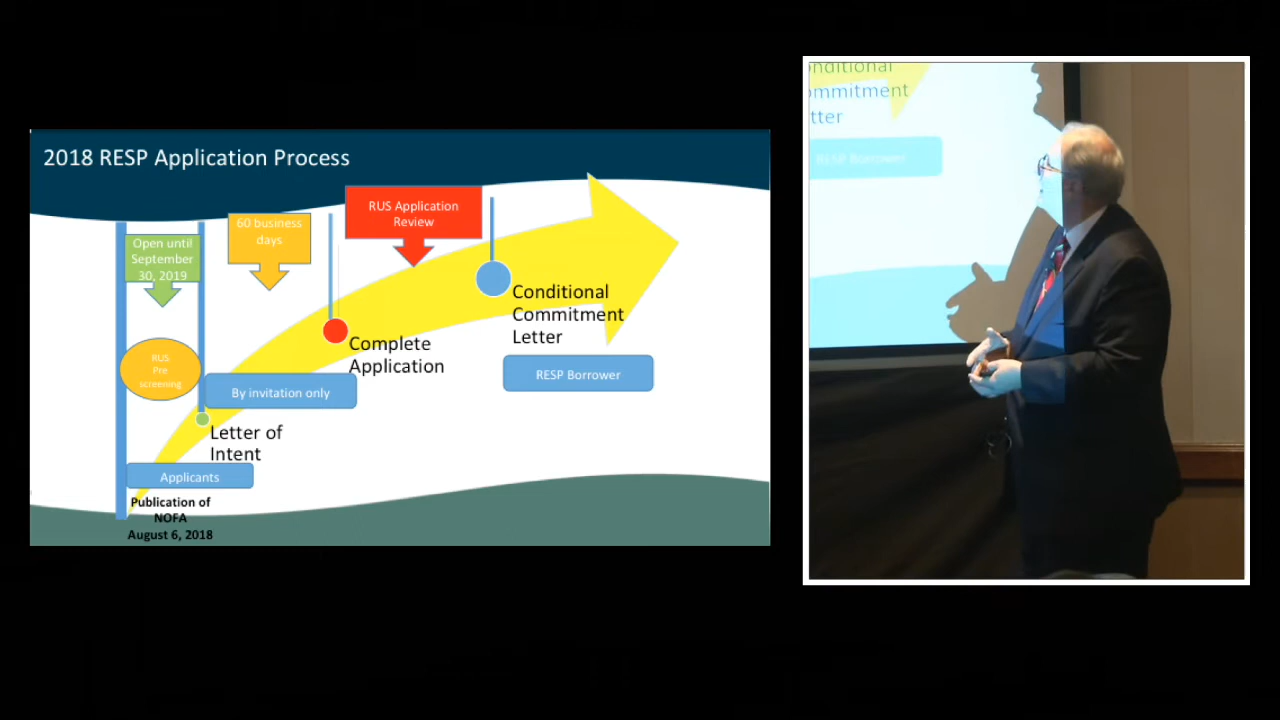 2018 RESP Application Process
Open until
September
30, 2019
60 business
days
RUS Application
Review
RUS
Pre
screening
Conditional
Commitment
Letter
Complete
Application
RESP Borrower
By invitation only
Letter of
Intent
Applicants
Publication of
NOFA
August 6, 2018
onditional
ommitment
tter
RESP Borrower